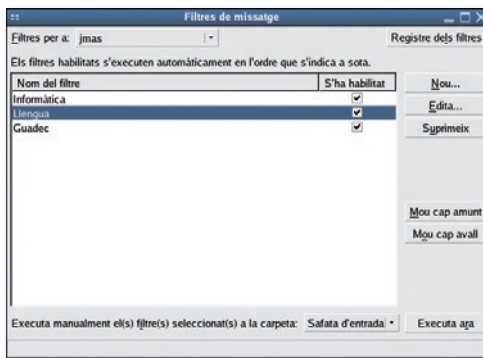 Filtres de missatge
Filtres per a: jmas
Registre dels filtres
Els filtres habilitats s'executen automàticament en l'ordre que s'indica a sota.
Nom del filtre S'ha habilitat
Informàtica
Llengua
Guadec
Nou...
Edita...
Suprimeix
Mou cap amunt
Mou cap avall
Executa manualment el(s) filtre(s) seleccionat(s) a la carpeta: Safata d'entrada Executa ara